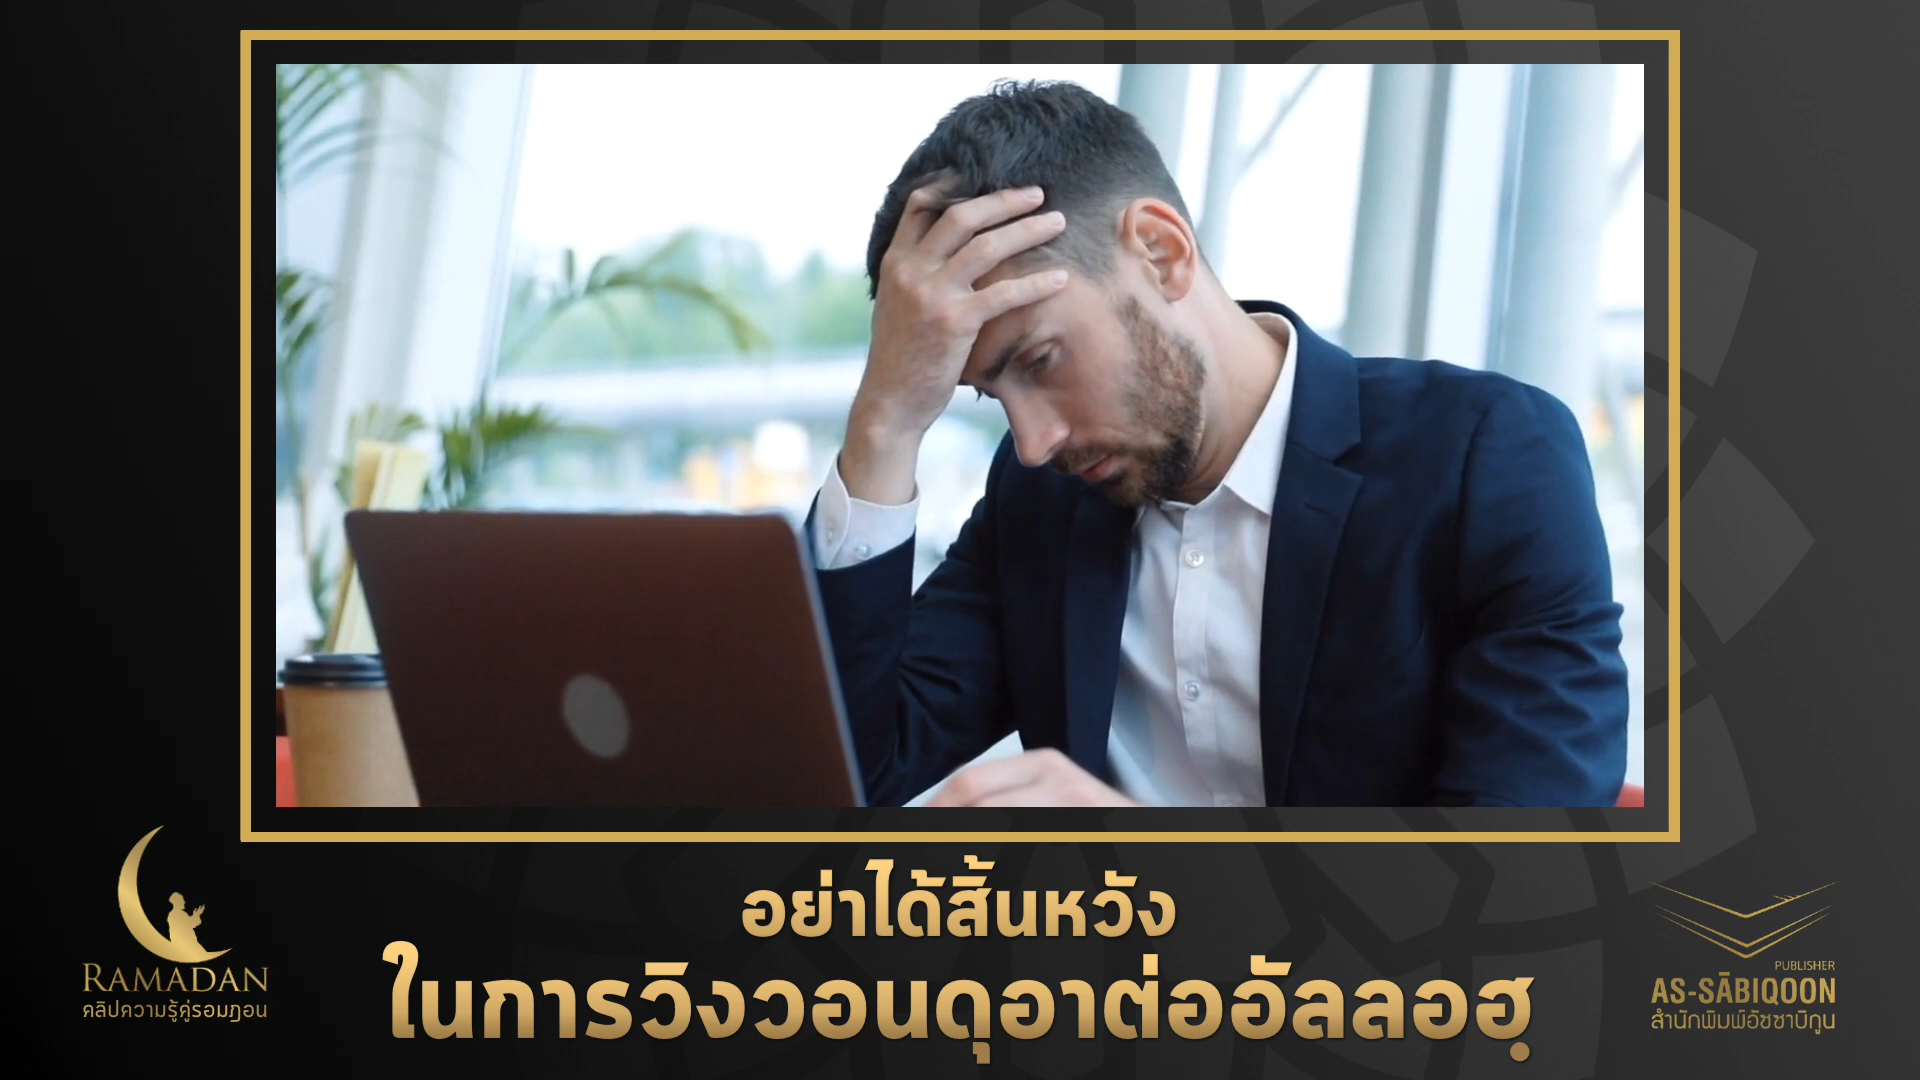 อย่าได้สิ้นหวัง
ในการวิงวอนดุอาต่ออัลลอฮฺ
RAMADAN
คลิปความรู้คู่รอมฎอน
PUBLISHER
AS-SĀBIQOON
สำนักพิมพ์อัซซาบิกูน